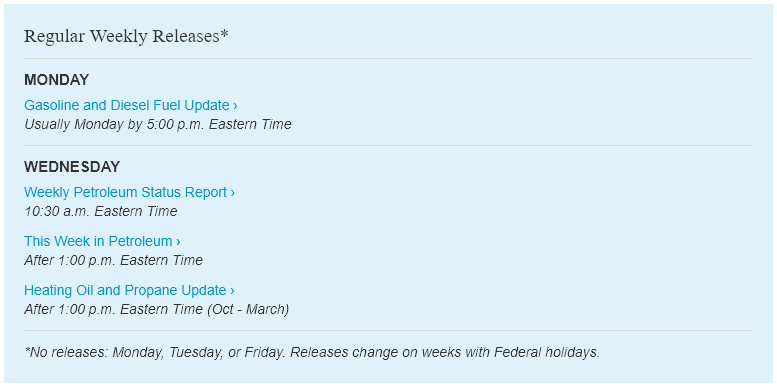 Regular Weekly Releases*
MONDAY
Gasoline and Diesel Fuel Update ›
Usually Monday by 5:00 p.m. Eastern Time
WEDNESDAY
Weekly Petroleum Status Report ›
10:30 a.m. Eastern Time
This Week in Petroleum ›
After 1:00 p.m. Eastern Time
Heating Oil and Propane Update ›
After 1:00 p.m. Eastern Time (Oct - March)
*No releases: Monday, Tuesday, or Friday. Releases change on weeks with Federal holidays.